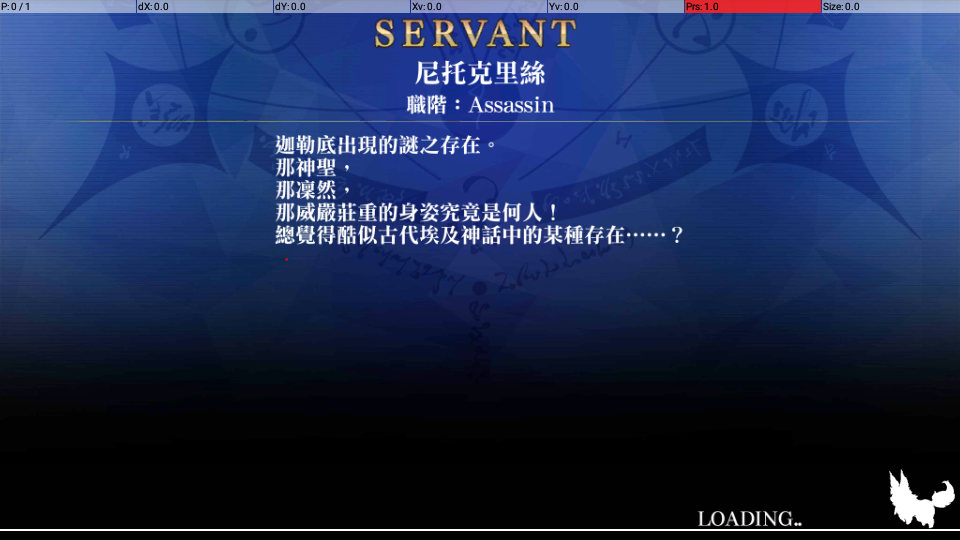 P: 0 / 1 dX: 0.0 dY: 0.0 Xv: 0.0 Yv: 0.0 Prs: 1.0 Size: 0.0
SERVANT
尼托克里絲
職階：Assassin
迦勒底出現的謎之存在。
那神聖，
那凜然，
那威嚴莊重的身姿究竟是何人！
總覺得酷似古代埃及神話中的某種存在……？
LOADING..